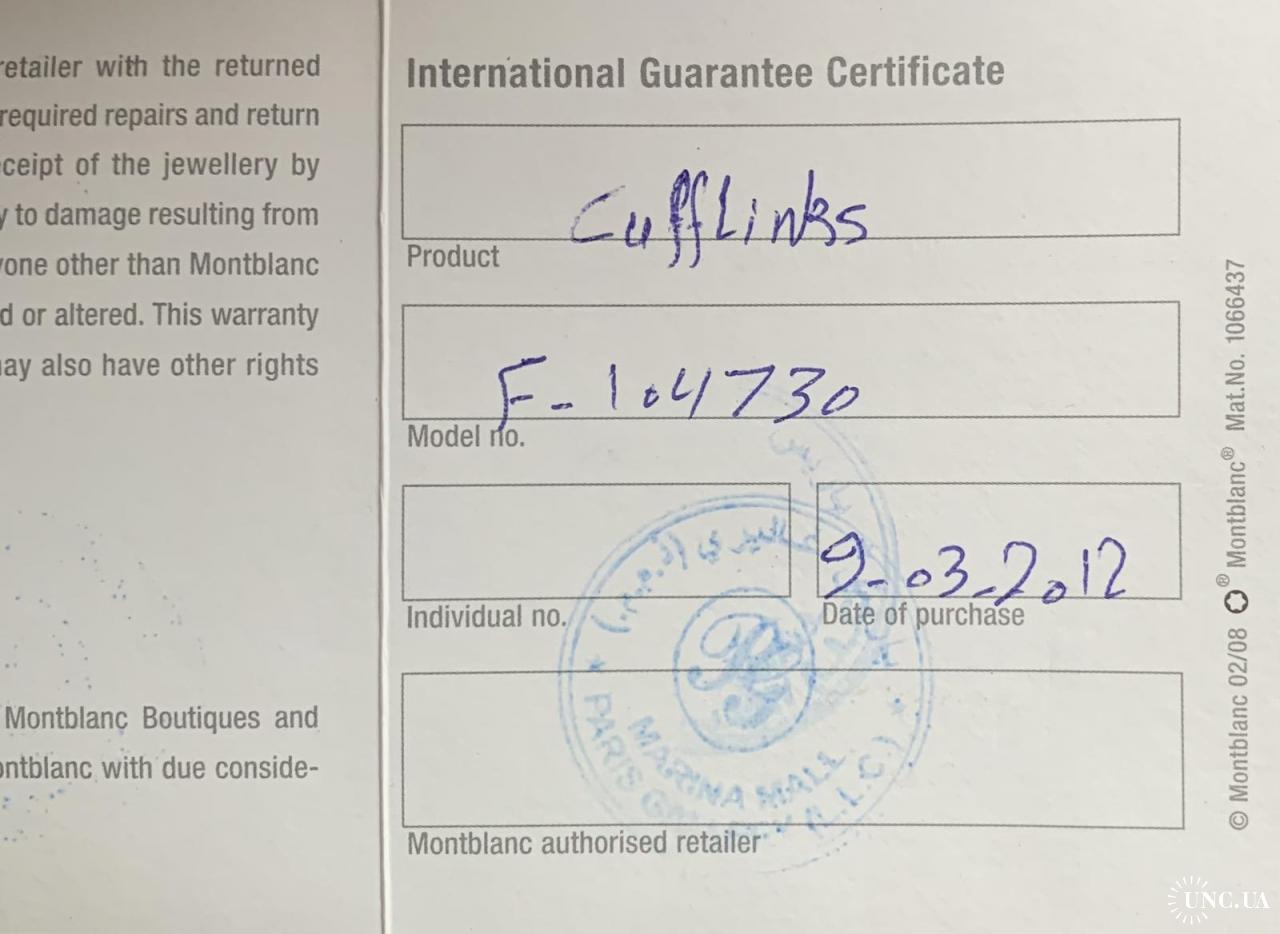 retailer with the returned
required repairs and return
ceipt of the jewellery by
y to damage resulting from
yone other than Montblanc
d or altered. This warranty
nay also have other rights
Montblanc Boutiques and
ontblanc with due conside-
International Guarantee Certificate
CuffLinks
Product
F-104730
Model no.
Individual no.
9-03-2012
Date of purchase
MARINA MALL
PARIS (L.L.C.)
Montblanc authorised retailer
© Montblanc 02/08 ® Montblanc® Mat.No. 1066437
UNC.UA